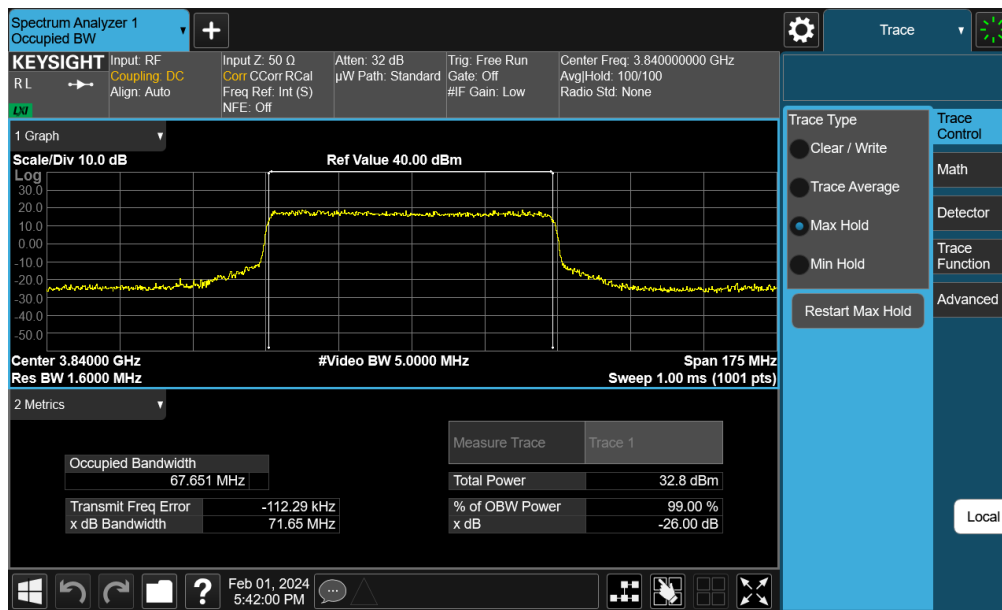 Spectrum Analyzer 1
Occupied BW
Trace
KEYSIGHT
R L
LXI
Input: RF
Coupling: DC
Align: Auto
Input Z: 50 Ω
Corr CCorr RCal
Freq Ref: Int (S)
NFE: Off
Atten: 32 dB
µW Path: Standard
Trig: Free Run
Gate: Off
#IF Gain: Low
Center Freq: 3.840000000 GHz
Avg|Hold: 100/100
Radio Std: None
1 Graph
Scale/Div 10.0 dB
Ref Value 40.00 dBm
Log
30.0
20.0
10.0
0.00
-10.0
-20.0
-30.0
-40.0
-50.0
Center 3.84000 GHz
#Video BW 5.0000 MHz
Span 175 MHz
Res BW 1.6000 MHz
Sweep 1.00 ms (1001 pts)
2 Metrics
Measure Trace
Trace 1
Occupied Bandwidth
67.651 MHz
Total Power
32.8 dBm
Transmit Freq Error
-112.29 kHz
% of OBW Power
99.00 %
x dB Bandwidth
71.65 MHz
x dB
-26.00 dB
Trace Type
Clear / Write
Trace Average
Max Hold
Min Hold
Restart Max Hold
Trace
Control
Math
Detector
Trace
Function
Advanced
Local
?
Feb 01, 2024
5:42:00 PM